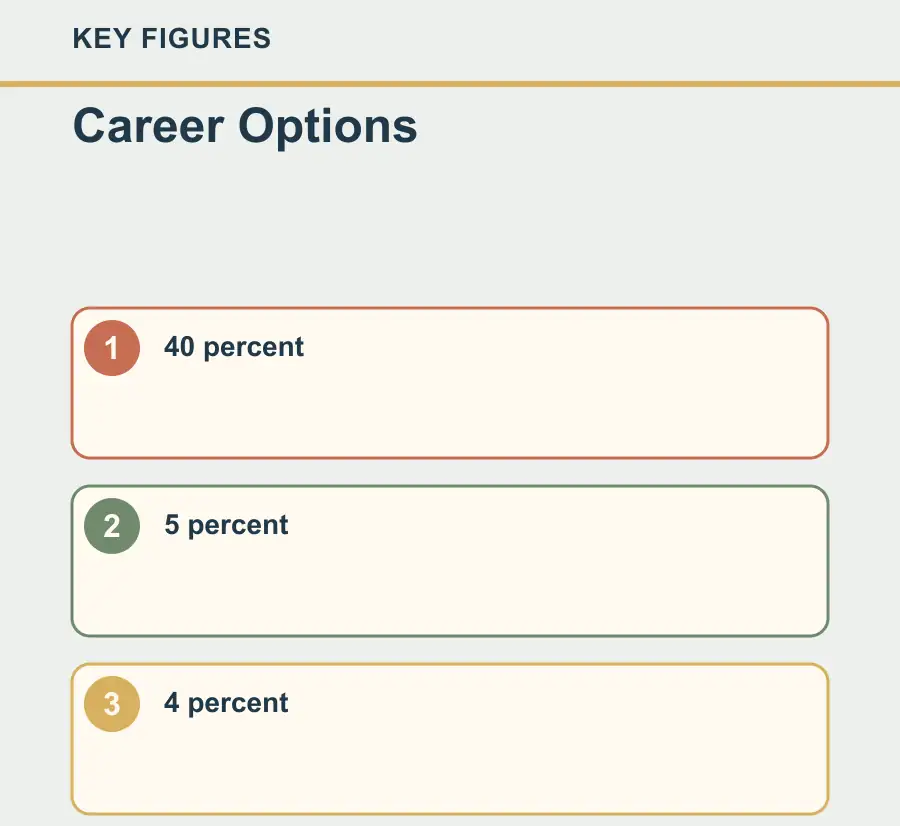 KEY FIGURES
Career Options
1 40 percent
2 5 percent
3 4 percent